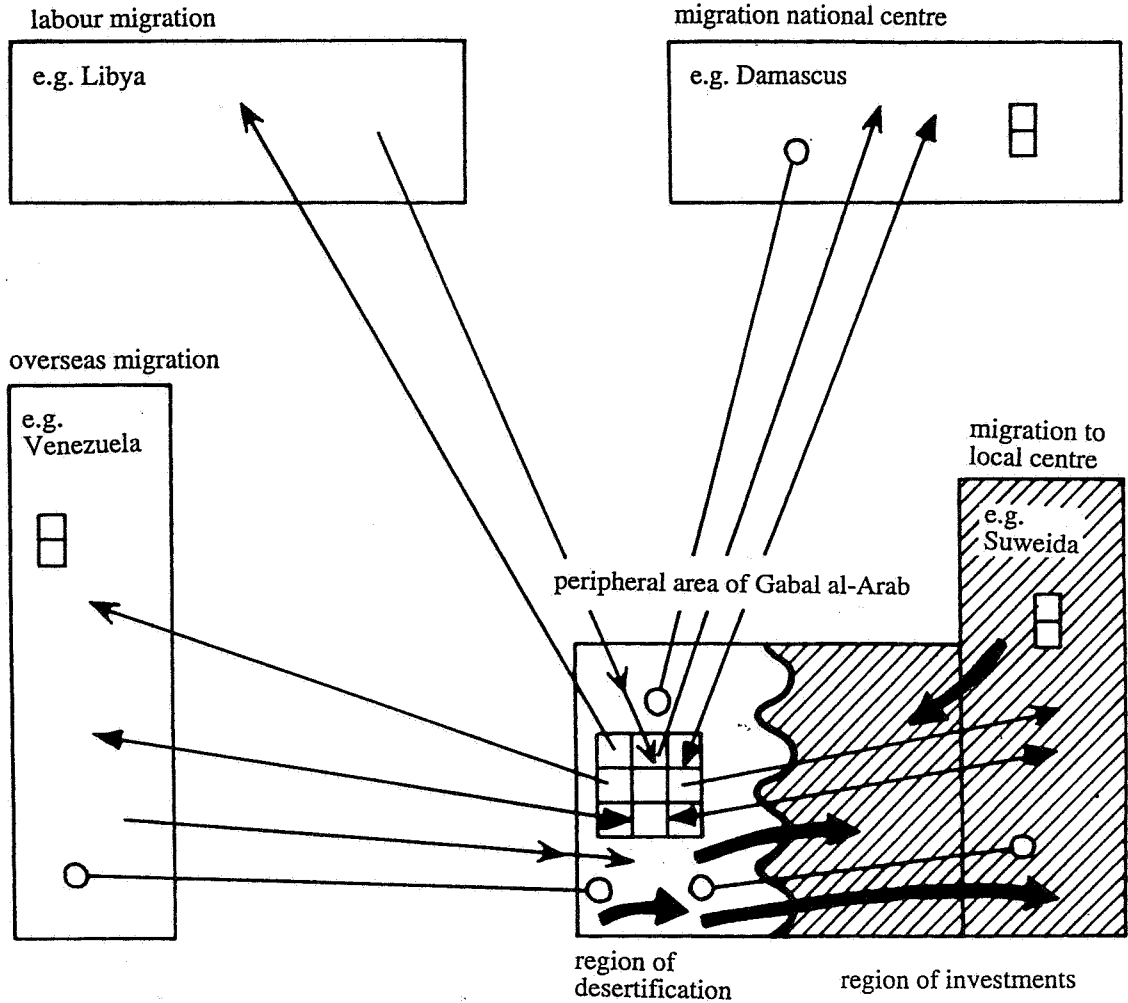 labour migration
migration national centre
e.g. Libya
e.g. Damascus
overseas migration
e.g.
Venezuela
migration to
local centre
e.g.
Suweida
peripheral area of Gabal al-Arab
region of
desertification
region of investments